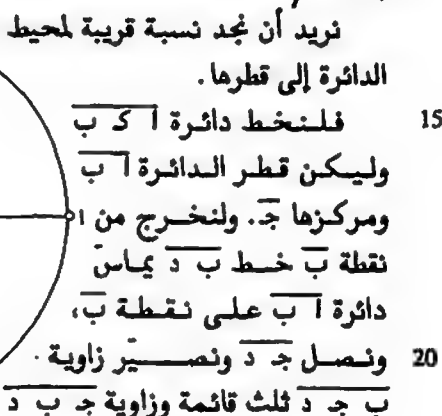 نريد أن نجد نسبة قريبة لمحيط
الدائرة إلى قطرها.
15 فلنخط دائرة ا ك ب
وليكن قطر الدائرة ا ب
ومركزها جـ. ولنخرج من ا
نقطة ب خط ب د يماسّ
دائرة ا ب على نقطة ب،
20 ونصل جـ د ونصيّر زاوية
ب جـ د ثلث قائمة وزاوية جـ ب د